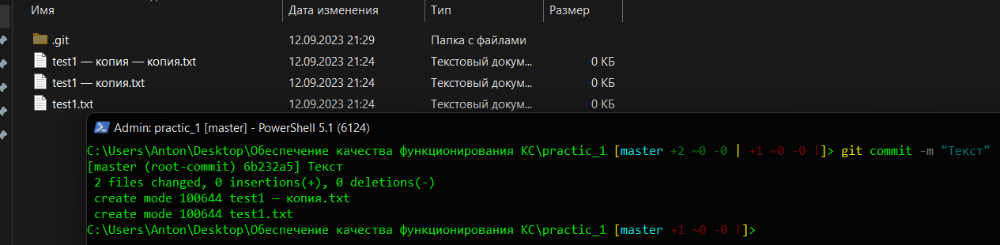 Имя Дата изменения Тип Размер
.git 12.09.2023 21:29 Папка с файлами
test1 — копия — копия.txt 12.09.2023 21:24 Текстовый докум... 0 КБ
test1 — копия.txt 12.09.2023 21:24 Текстовый докум... 0 КБ
test1.txt 12.09.2023 21:24 Текстовый докум... 0 КБ
Admin: practic_1 [master] - PowerShell 5.1 (6124)
C:\Users\Anton\Desktop\Обеспечение качества функционирования КС\practic_1 [master +2 ~0 -0 | +1 ~0 -0 !]> git commit -m "Текст"
[master (root-commit) 6b232a5] Текст
2 files changed, 0 insertions(+), 0 deletions(-)
create mode 100644 test1 — копия.txt
create mode 100644 test1.txt
C:\Users\Anton\Desktop\Обеспечение качества функционирования КС\practic_1 [master +1 ~0 -0 !]>